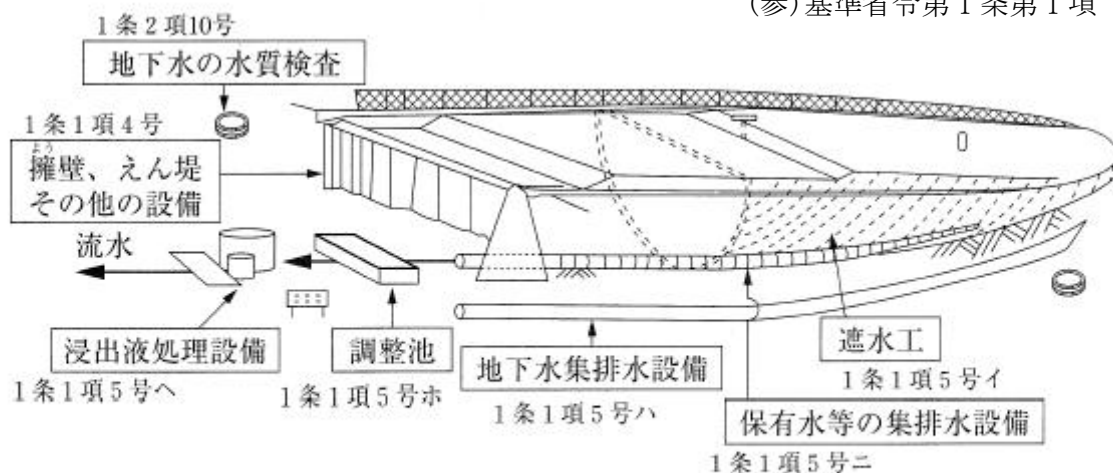 (参)基準省令第1条第1項
1条2項10号
地下水の水質検査
1条1項4号
よう
擁壁、えん堤
その他の設備
流水
浸出液処理設備
1条1項5号ヘ
調整池
1条1項5号ホ
地下水集排水設備
1条1項5号ハ
遮水工
1条1項5号イ
保有水等の集排水設備
1条1項5号ニ